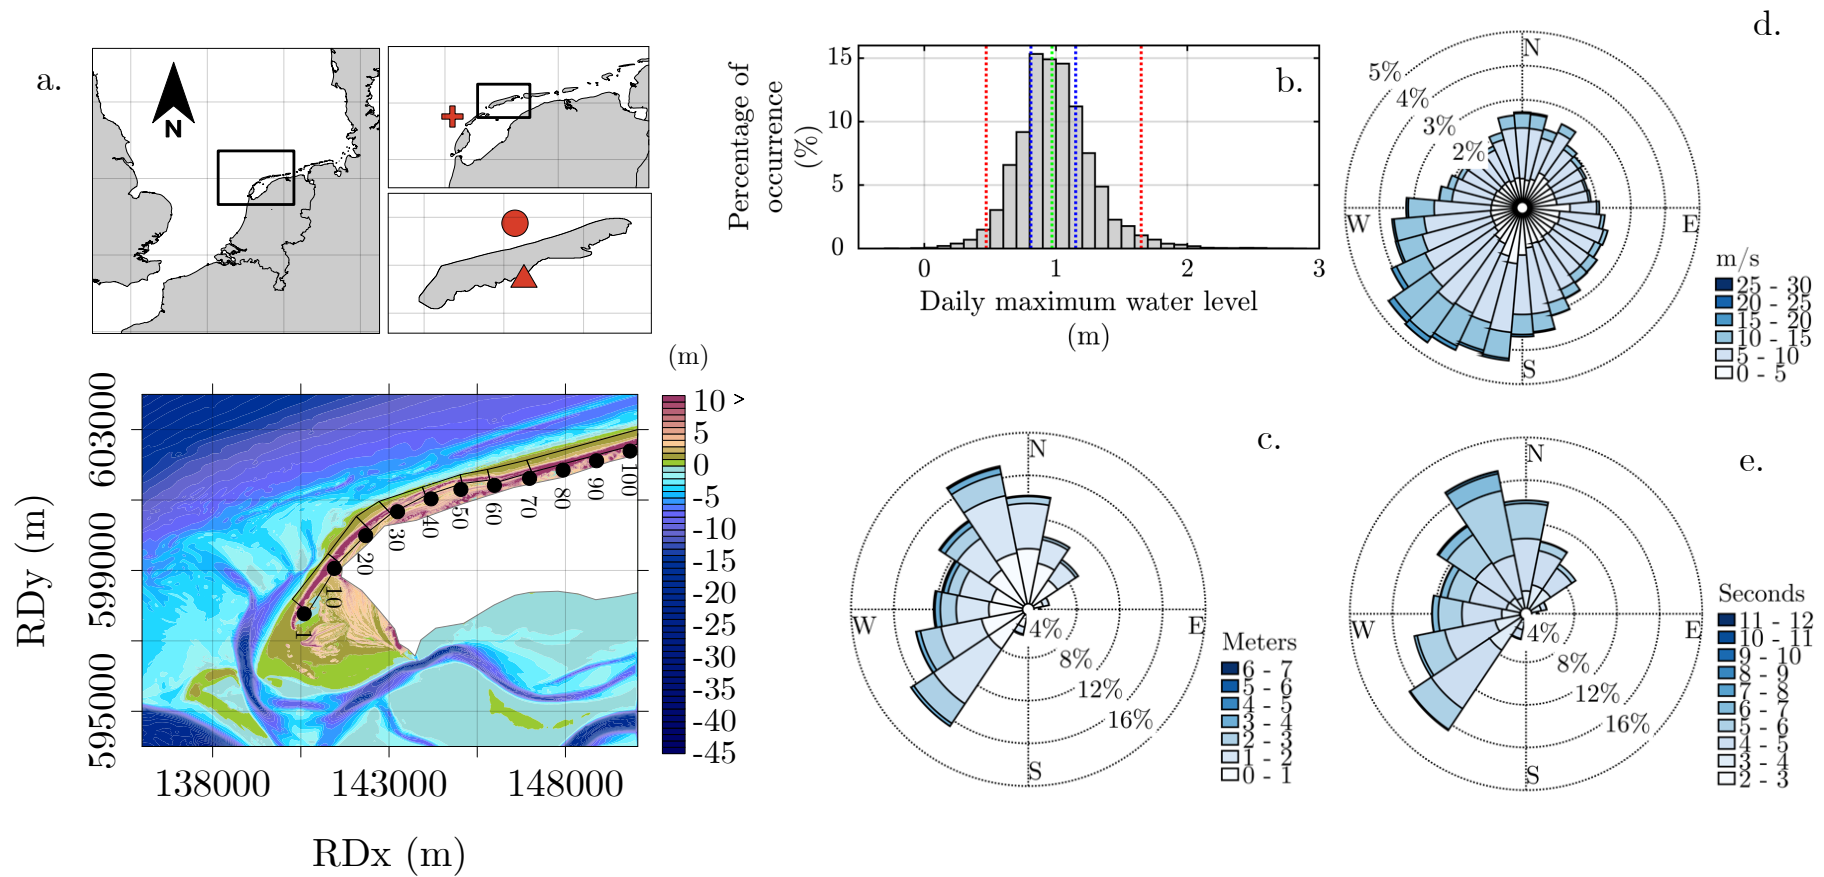 a.
N
(m)
603000
599000
595000
RDy (m)
138000
143000
148000
RDx (m)
1
10
20
30
40
50
60
70
80
90
100
10 >
5
0
-5
-10
-15
-20
-25
-30
-35
-40
-45
b.
Percentage of
occurrence
(%)
15
10
5
0
0
1
2
3
Daily maximum water level
(m)
c.
N
W
E
S
4%
8%
12%
16%
Meters
6 - 7
5 - 6
4 - 5
3 - 4
2 - 3
1 - 2
0 - 1
d.
N
W
E
S
5%
4%
3%
2%
m/s
25 - 30
20 - 25
15 - 20
10 - 15
5 - 10
0 - 5
e.
N
W
E
S
4%
8%
12%
16%
Seconds
11 - 12
10 - 11
9 - 10
8 - 9
7 - 8
6 - 7
5 - 6
4 - 5
3 - 4
2 - 3